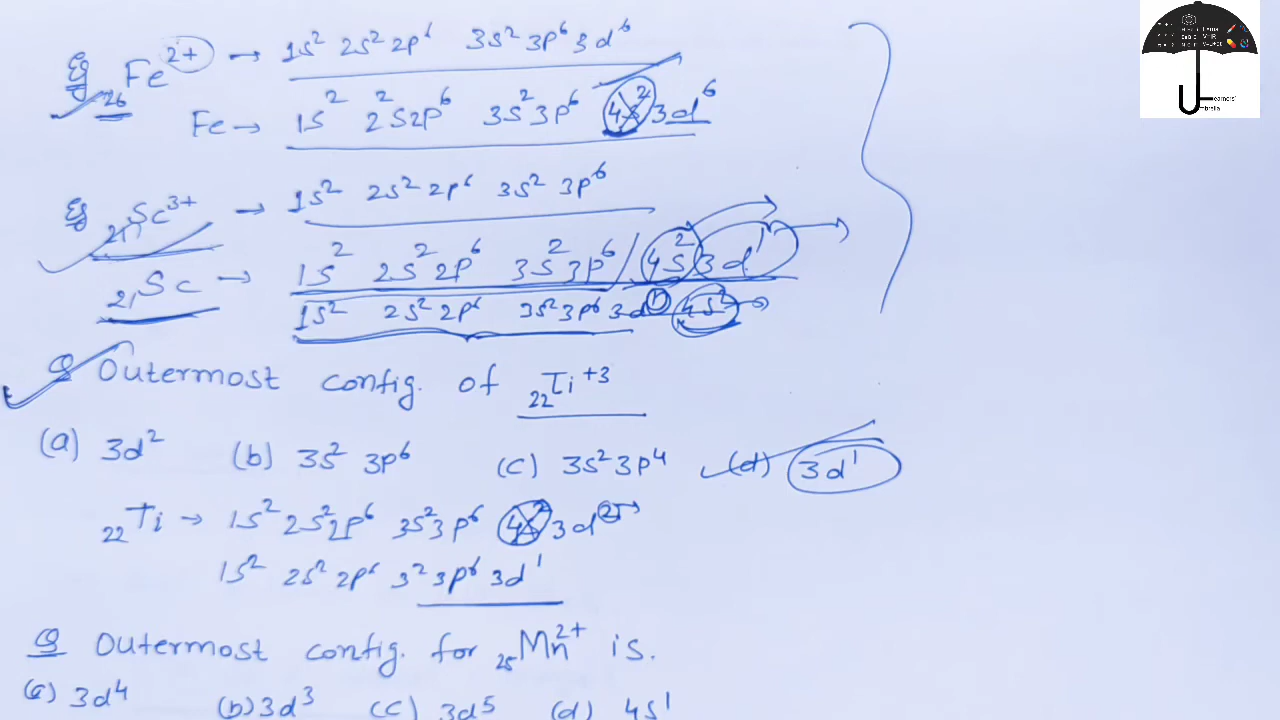 Eg 26Fe²⁺ → 1s² 2s² 2p⁶ 3s² 3p⁶ 3d⁶
Fe → 1s² 2s² 2p⁶ 3s² 3p⁶ 4s² 3d⁶
Eg 21Sc³⁺ → 1s² 2s² 2p⁶ 3s² 3p⁶
21Sc → 1s² 2s² 2p⁶ 3s² 3p⁶ / 4s² 3d¹
1s² 2s² 2p⁶ 3s² 3p⁶ 3d¹ 4s² →
Q Outermost config. of 22Ti⁺³
(a) 3d² (b) 3s² 3p⁶ (c) 3s² 3p⁴ (d) 3d¹
22Ti → 1s² 2s² 2p⁶ 3s² 3p⁶ 4s² 3d²
1s² 2s² 2p⁶ 3² 3p⁶ 3d¹
Q Outermost config. for 25Mn²⁺ is.
(a) 3d⁴ (b) 3d³ (c) 3d⁵ (d) 4s¹